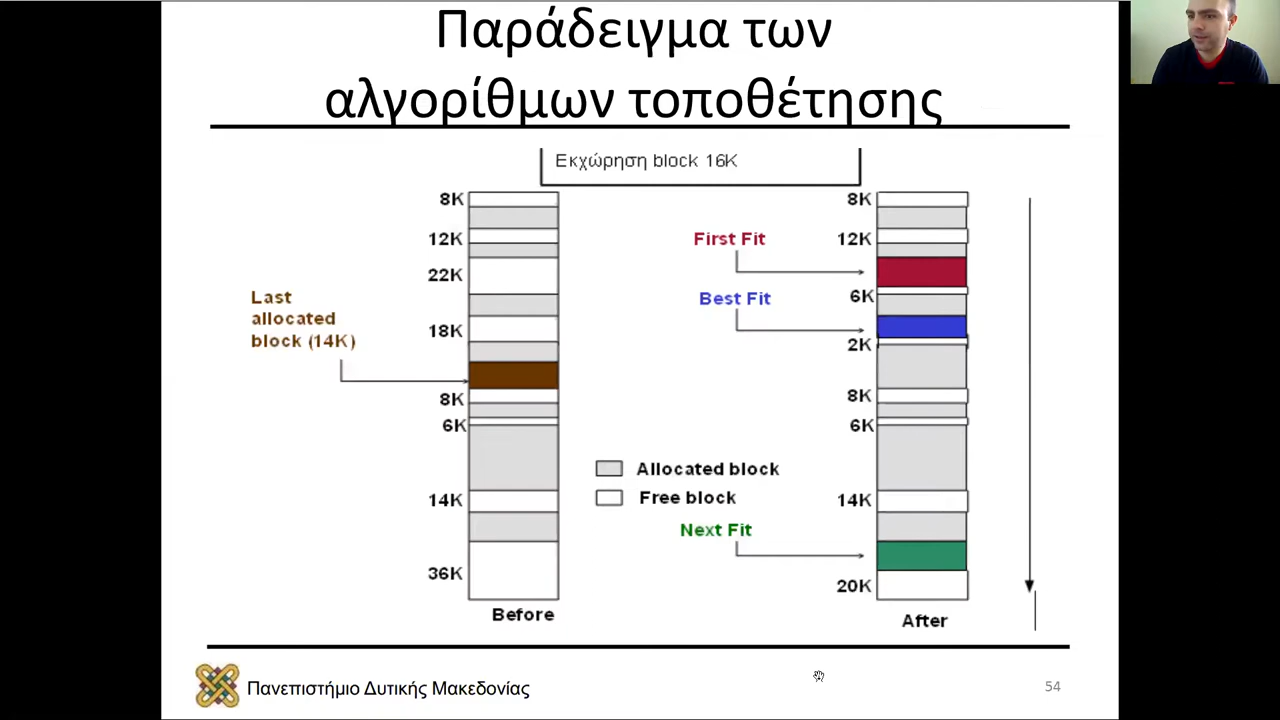 Παράδειγμα των
αλγορίθμων τοποθέτησης
Εκχώρηση block 16K
8K
12K
22K
18K
8K
6K
14K
36K
Before
Last
allocated
block (14K)
First Fit
Best Fit
Allocated block
Free block
Next Fit
8K
12K
6K
2K
8K
6K
14K
20K
After
Πανεπιστήμιο Δυτικής Μακεδονίας
54